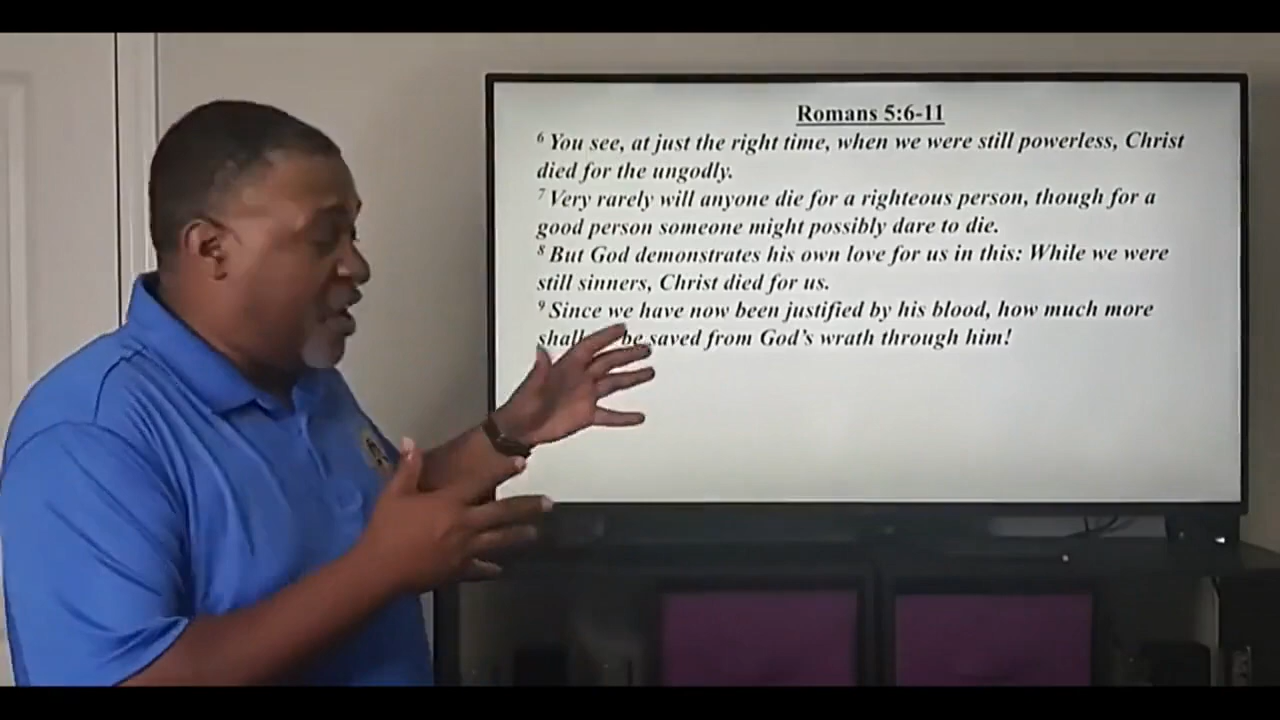 Romans 5:6-11
⁶ You see, at just the right time, when we were still powerless, Christ
died for the ungodly.
⁷ Very rarely will anyone die for a righteous person, though for a
good person someone might possibly dare to die.
⁸ But God demonstrates his own love for us in this: While we were
still sinners, Christ died for us.
⁹ Since we have now been justified by his blood, how much more
shall be saved from God's wrath through him!